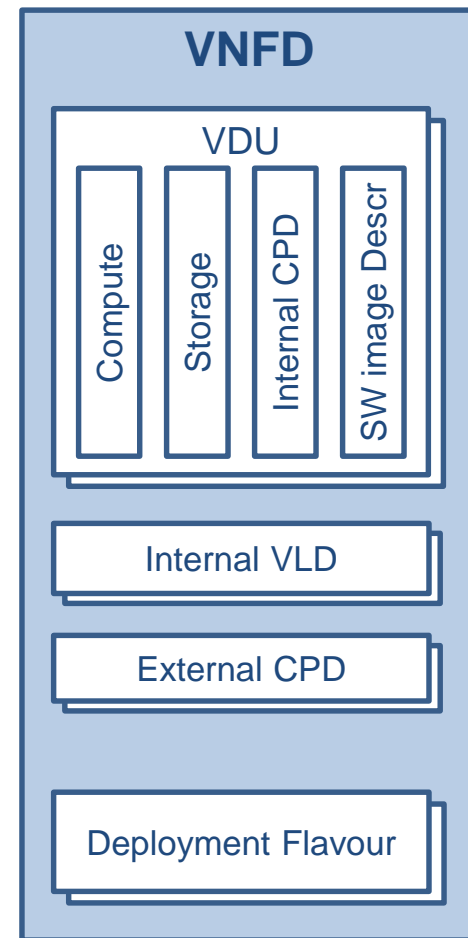 VNFD
VDU
Compute
Storage
Internal CPD
SW image Descr
Internal VLD
External CPD
Deployment Flavour